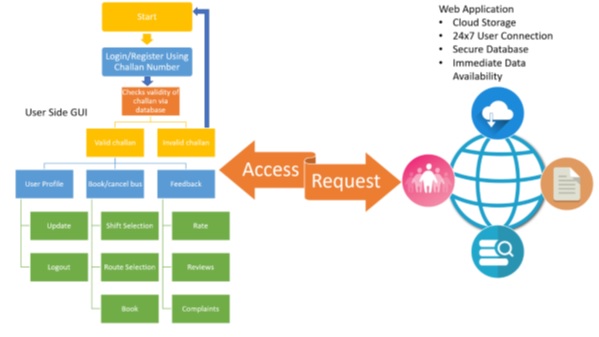 Start
Login/Register Using
Challan Number
Checks validity of
challan via
database
User Side GUI
Valid challan
Invalid challan
User Profile
Book/cancel bus
Feedback
Update
Shift Selection
Rate
Logout
Route Selection
Reviews
Book
Complaints
Access
Request
Web Application
• Cloud Storage
• 24x7 User Connection
• Secure Database
• Immediate Data
Availability